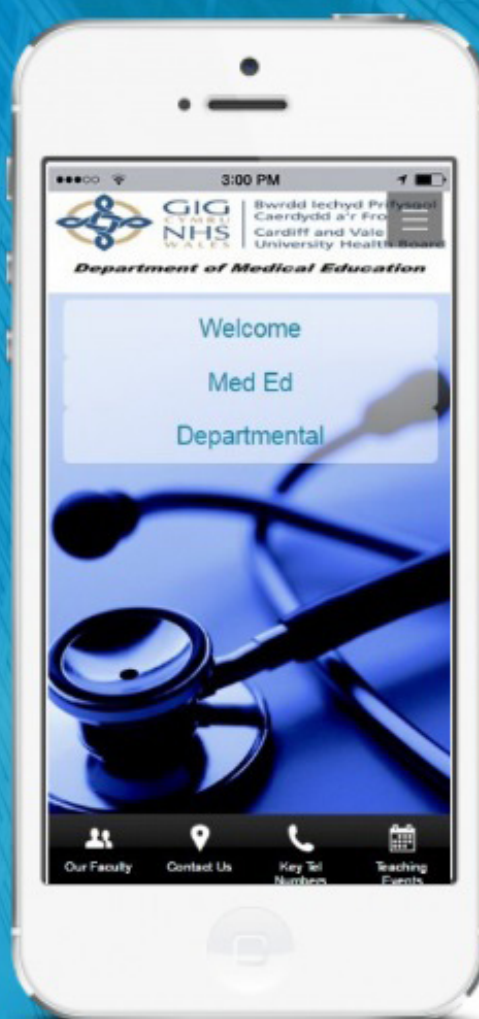 3:00 PM
GIG
CYMRU
NHS
WALES
Bwrdd Iechyd Prifysgol
Caerdydd a'r Fro
Cardiff and Vale
University Health Board
Department of Medical Education
Welcome
Med Ed
Departmental
Our Faculty
Contact Us
Key Tel
Numbers
Teaching
Events